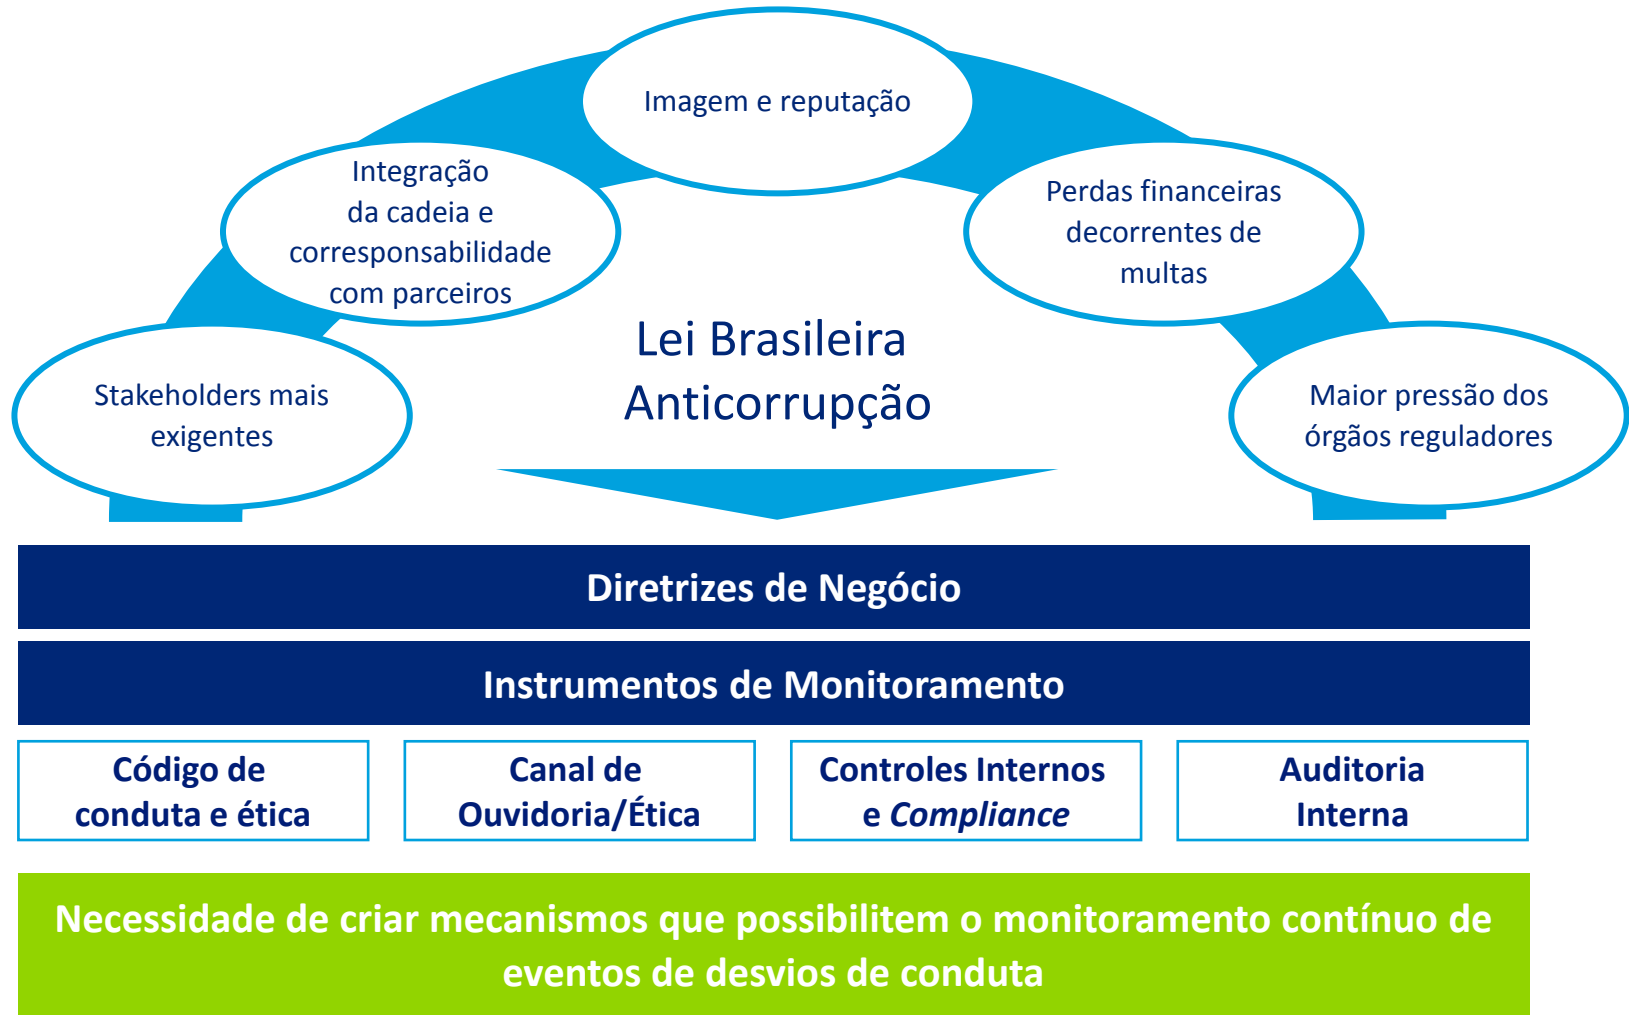 Imagem e reputação
Integração
da cadeia e
corresponsabilidade
com parceiros
Perdas financeiras
decorrentes de
multas
Stakeholders mais
exigentes
Lei Brasileira
Anticorrupção
Maior pressão dos
órgãos reguladores
Diretrizes de Negócio
Instrumentos de Monitoramento
Código de
conduta e ética
Canal de
Ouvidoria/Ética
Controles Internos
e Compliance
Auditoria
Interna
Necessidade de criar mecanismos que possibilitem o monitoramento contínuo de
eventos de desvios de conduta